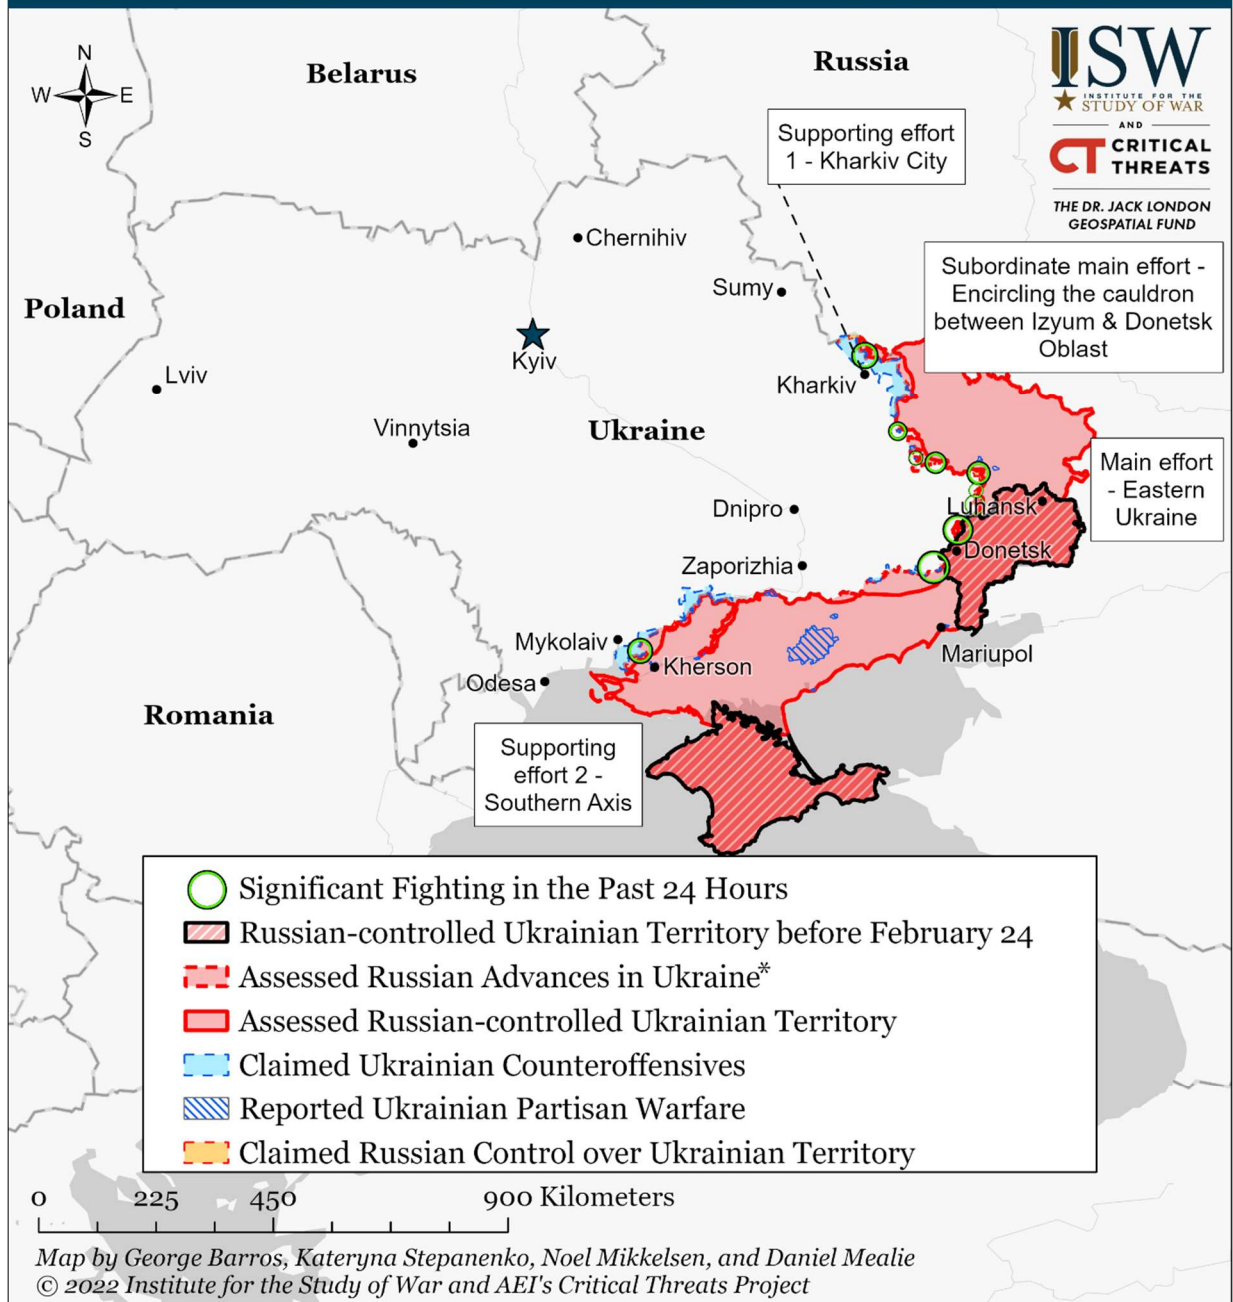 N
W E
S
Belarus
Russia
ISW
INSTITUTE FOR THE
STUDY OF WAR
AND
CT CRITICAL
THREATS
THE DR. JACK LONDON
GEOSPATIAL FUND
Supporting effort
1 - Kharkiv City
Subordinate main effort -
Encircling the cauldron
between Izyum & Donetsk
Oblast
Chernihiv
Sumy
Poland
Kyiv
Lviv
Kharkiv
Vinnytsia
Ukraine
Main effort
- Eastern
Ukraine
Dnipro
Luhansk
Donetsk
Zaporizhia
Mykolaiv
Mariupol
Kherson
Odesa
Romania
Supporting
effort 2 -
Southern Axis
Significant Fighting in the Past 24 Hours
Russian-controlled Ukrainian Territory before February 24
Assessed Russian Advances in Ukraine*
Assessed Russian-controlled Ukrainian Territory
Claimed Ukrainian Counteroffensives
Reported Ukrainian Partisan Warfare
Claimed Russian Control over Ukrainian Territory
0 225 450 900 Kilometers
Map by George Barros, Kateryna Stepanenko, Noel Mikkelsen, and Daniel Mealie
© 2022 Institute for the Study of War and AEI's Critical Threats Project